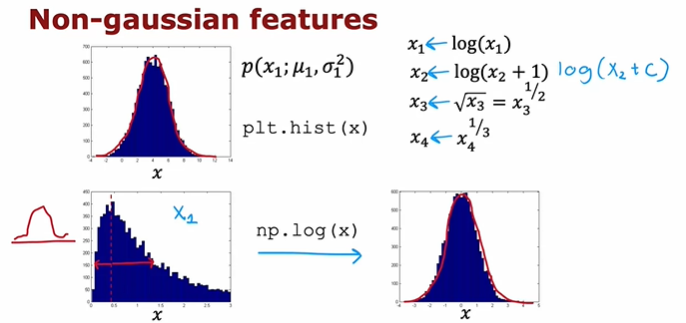 Non-gaussian features
p(x₁; μ₁, σ₁²)
plt.hist(x)
x
x₁ ← log(x₁)
x₂ ← log(x₂ + 1) log(x₂ + C)
x₃ ← √x₃ = x₃^1/2
x₄ ← x₄^1/3
x₁
np.log(x)
x
x